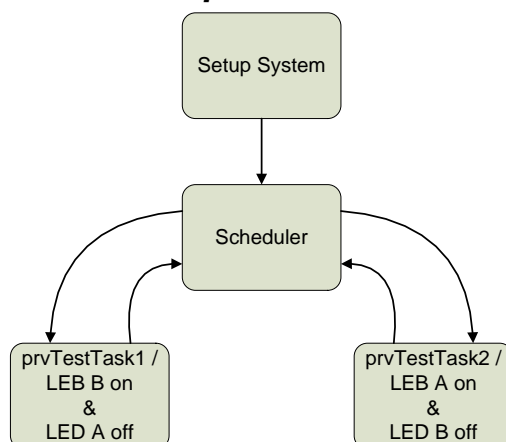 Setup System
Scheduler
prvTestTask1 /
LEB B on
&
LED A off
prvTestTask2 /
LEB A on
&
LED B off